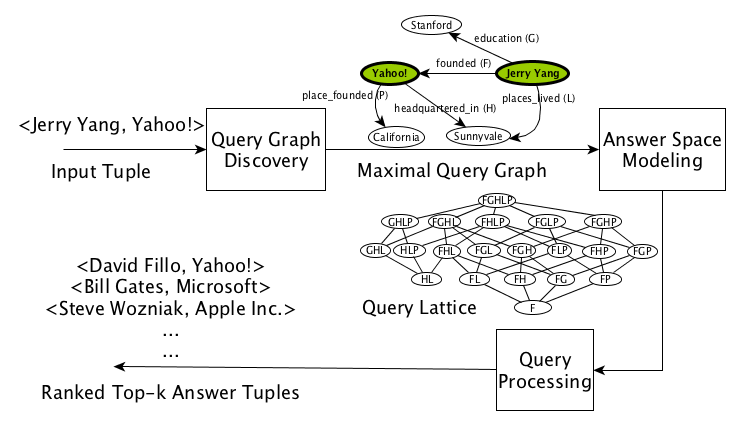 Stanford
education (G)
founded (F)
Yahoo!
Jerry Yang
place_founded (P)
headquartered_in (H)
places_lived (L)
California
Sunnyvale
<Jerry Yang, Yahoo!>
Input Tuple
Query Graph
Discovery
Maximal Query Graph
Answer Space
Modeling
FGHLP
GHLP FGHL FHLP FGLP FGHP
GHL HLP FHL FGL FGH FLP FHP FGP
HL FL FH FG FP
F
Query Lattice
<David Fillo, Yahoo!>
<Bill Gates, Microsoft>
<Steve Wozniak, Apple Inc.>
...
...
Ranked Top-k Answer Tuples
Query
Processing